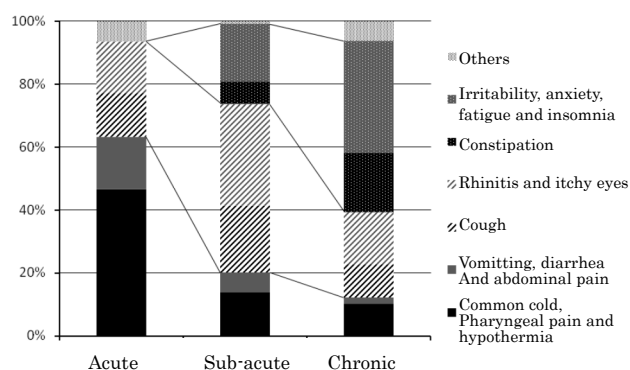 100%
80%
60%
40%
20%
0%
Acute
Sub-acute
Chronic
Others
Irritability, anxiety,
fatigue and insomnia
Constipation
Rhinitis and itchy eyes
Cough
Vomitting, diarrhea
And abdominal pain
Common cold,
Pharyngeal pain and
hypothermia